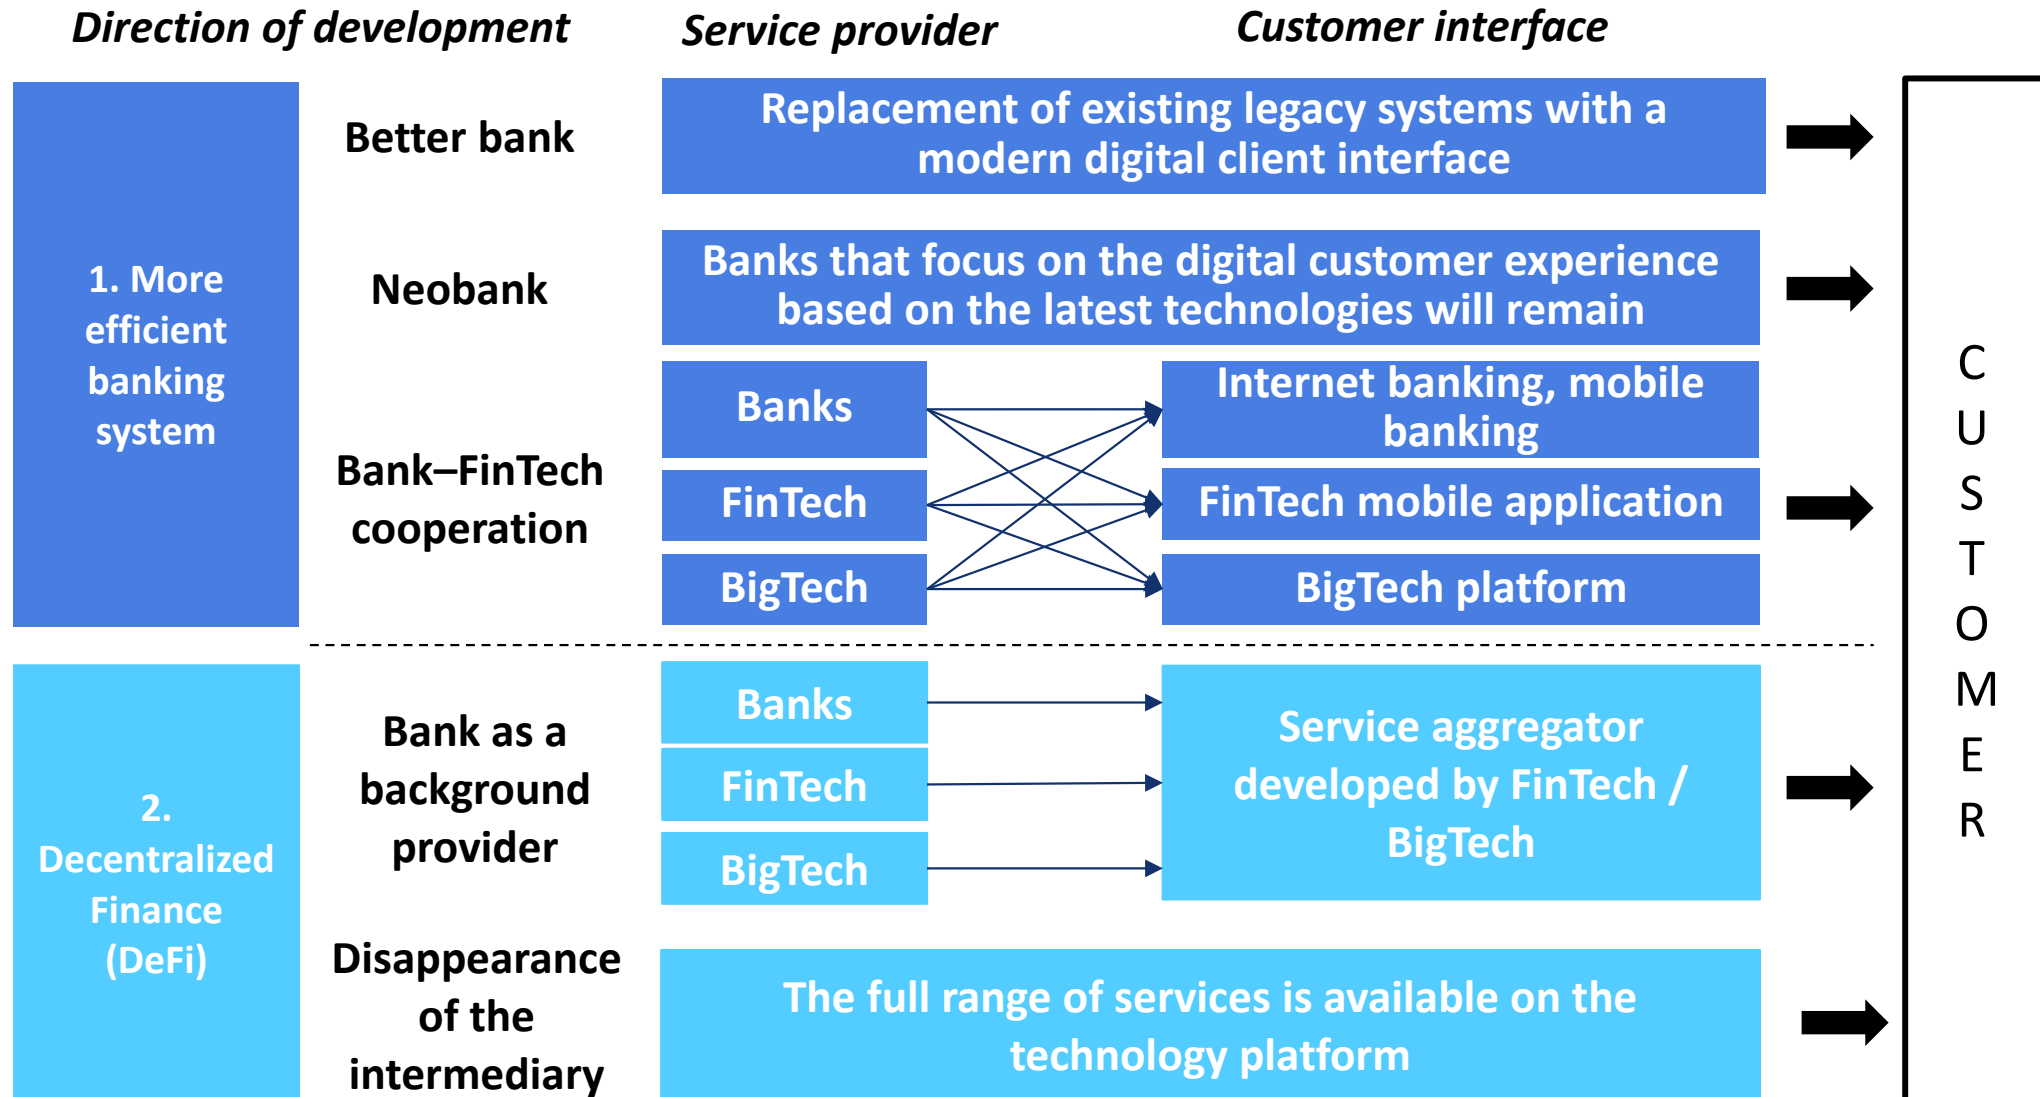 Direction of development
Service provider
Customer interface
1. More
efficient
banking
system
Better bank
Replacement of existing legacy systems with a
modern digital client interface
Neobank
Banks that focus on the digital customer experience
based on the latest technologies will remain
Bank–FinTech
cooperation
Banks
FinTech
BigTech
Internet banking, mobile
banking
FinTech mobile application
BigTech platform
2.
Decentralized
Finance
(DeFi)
Bank as a
background
provider
Banks
FinTech
BigTech
Service aggregator
developed by FinTech /
BigTech
Disappearance
of the
intermediary
The full range of services is available on the
technology platform
C
U
S
T
O
M
E
R